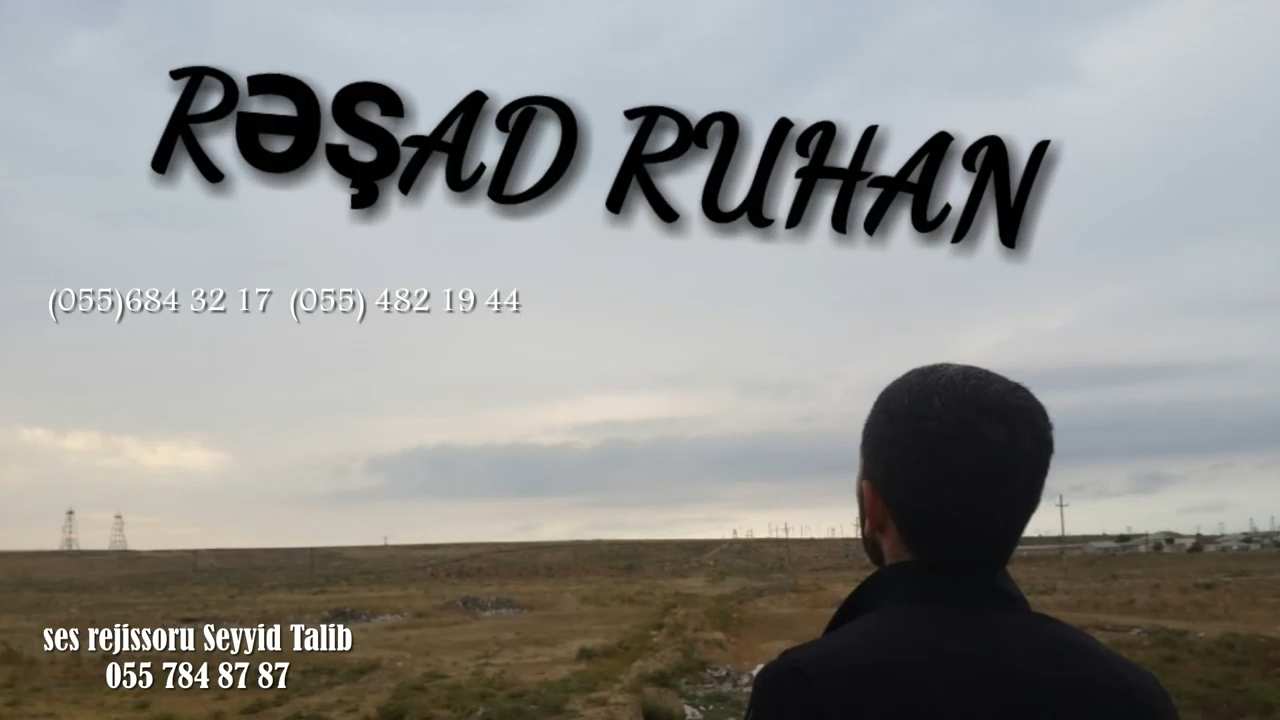 RƏŞAD RUHAN
(055)684 32 17 (055) 482 19 44
ses rejissoru Seyyid Talib
055 784 87 87